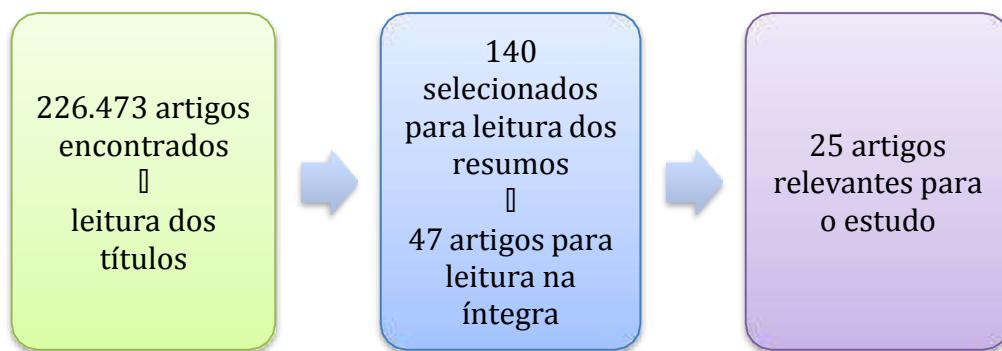 226.473 artigos
encontrados
▯
leitura dos
títulos
140
selecionados
para leitura dos
resumos
▯
47 artigos para
leitura na
íntegra
25 artigos
relevantes para
o estudo